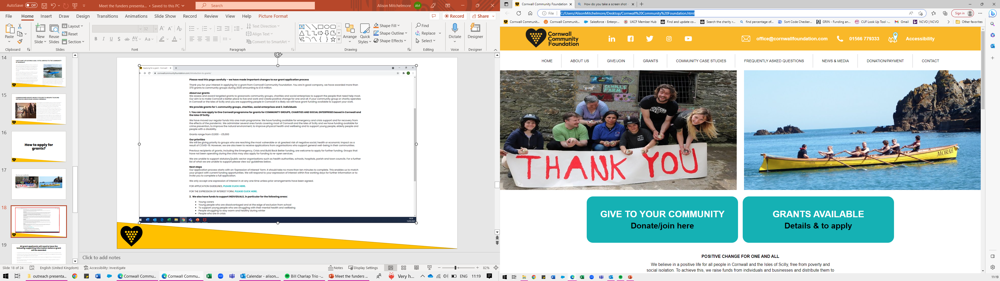 AutoSave Off Meet the funders presenta... • Saved to this PC Search Alison Mitchelmore AM
File Home Insert Draw Design Transitions Animations Slide Show Record Review View Help Picture Format Record Share
Paste New Slide Reuse Slides Layout Reset Section 32 Text Direction Align Text Convert to SmartArt Arrange Quick Styles Shape Fill Shape Outline Shape Effects Find Replace Select Dictate Designer
Clipboard Slides Font Paragraph Drawing Editing Voice Designer
14
15
16
How to apply for
grants?
17
Go to our website
THANK YOU
18
19
All grant applicants will need to have the
following supporting information before a grant
will be awarded:
Applying for a grant - Cornwall
cornwallcommunityfoundation.com/introduction-to-grants/
Please read this page carefully – we have made important changes to our grant application process
Thank you for your interest in applying for a grant from Cornwall Community Foundation. You are in good company, we have awarded more than
370 grants to community groups during 2020 amounting to £1.6 million.
About our grants
We assess and award targeted grants to grassroots community groups, charities and social enterprises to support the people that need help most.
Our aim is to make Cornwall a better place to live and work and create positive change for one and all. If your community group or charity operates
in Cornwall or the Isles of Scilly and you are supporting people in Cornwall it is likely we will have grant funding available to support your work.
We provide grants for 1. community groups, charities, social enterprises and 2. individuals
1. You can now apply to One Cornwall programme for grants for COMMUNITY GROUPS, CHARITIES AND SOCIAL ENTERPRISES based in Cornwall and
the Isles Of Scilly.
We have moved our regular funds into one main programme. We have funding available for emergency and crisis support and for recovery from
the effects of the pandemic. We administer several area funds covering most of Cornwall and the Isles of Scilly and we have funding available for
crime prevention, to improve the natural environment, to improve physical health and wellbeing and to support young people, elderly people and
people with a disability.
Grants range from £1,000 – £5,000
Our priorities
We will be giving priority to groups who are reaching the most vulnerable or at greatest risk of negative social, health or economic impact as a
result of COVID-19. However, we are also keen to receive applications from organisations who support general well-being in their communities.
Previous recipients of grants, including the Emergency, Crisis and Build Back Better funding, are welcome to apply for further funding. Groups that
have not been operating during the crisis may also apply for funding to re-open services.
We are unable to support statutory/public sector organisations such as health authorities, schools, hospitals, parish and town councils. For a further
list of what we are unable to support please view our guidelines below.
Next steps
Our application process starts with an 'Expression of Interest' form. It should take no more than ten minutes to complete. This enables us to match
your project with current funding opportunities. We will respond to your expression of interest within five working days for further information or to
invite you to complete a full application.
We only accept one expression of interest in at any one time unless prior arrangements have been agreed.
FOR APPLICATION GUIDELINES, PLEASE CLICK HERE.
FOR THE EXPRESSION OF INTEREST FORM, PLEASE CLICK HERE.
2. We also have funds to support INDIVIDUALS, in particular for the following areas:
• Young carers
• Young people who are disadvantaged and at the edge of exclusion from school
• To support young people who are struggling with their mental health and wellbeing
• People struggling to stay warm and healthy during winter
• People who are in crisis
Click to add notes
Slide 18 of 24 English (United Kingdom) Accessibility: Investigate Notes Display Settings 82%
outreach presenta... Cornwall Commu... Cornwall Commu... Calendar - alison.... Bill Charlap Trio -... Meet the funders ... Very h... ENG 11:19
Cornwall Community Foundation How do you take a screen shot -
File C:/Users/AlisonMitchelmore/Desktop/Cornwall%20Community%20Foundation.html Sign in
Cornwall Communit... Cornwall Communit... Salesforce - Enterpr... UKCF Member Hub Find and update co... Search the charity r... find percentage of... Sort Code Checker... GRIN - Funding an... CUF Look Up Tool -... Gmail NCVO | NCVO Other favorites
Cornwall
Community
Foundation
office@cornwallfoundation.com 01566 779333 Accessibility
HOME ABOUT US GIVE/JOIN GRANTS COMMUNITY CASE STUDIES FREQUENTLY ASKED QUESTIONS NEWS & MEDIA DONATION/PAYMENT CONTACT
CAMILLS
FARM
VOLCOM
THANK YOU
MORAH
GIVE TO YOUR COMMUNITY
Donate/join here
GRANTS AVAILABLE
Details & to apply
POSITIVE CHANGE FOR ONE AND ALL
We believe in a positive life for all people in Cornwall and the Isles of Scilly, free from poverty and
social isolation. To achieve this, we raise funds from individuals and businesses and distribute them to
11:19